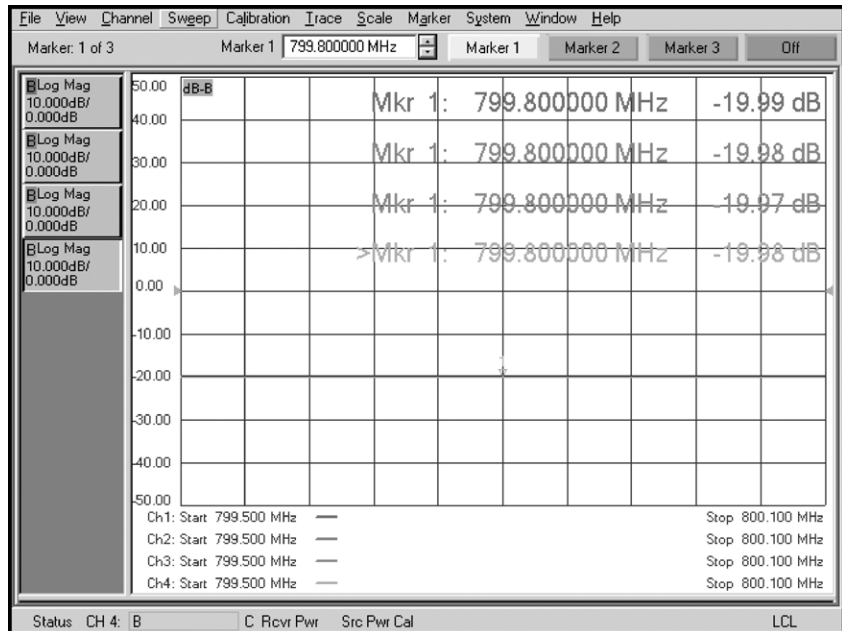 File View Channel Sweep Calibration Trace Scale Marker System Window Help
Marker: 1 of 3 Marker 1 799.800000 MHz Marker 1 Marker 2 Marker 3 Off
BLog Mag
10.000dB/
0.000dB
BLog Mag
10.000dB/
0.000dB
BLog Mag
10.000dB/
0.000dB
BLog Mag
10.000dB/
0.000dB
50.00 dB-B
40.00
30.00
20.00
10.00
0.00
-10.00
-20.00
-30.00
-40.00
-50.00
Mkr 1: 799.800000 MHz -19.99 dB
Mkr 1: 799.800000 MHz -19.98 dB
Mkr 1: 799.800000 MHz -19.97 dB
>Mkr 1: 799.800000 MHz -19.98 dB
1
Ch1: Start 799.500 MHz Stop 800.100 MHz
Ch2: Start 799.500 MHz Stop 800.100 MHz
Ch3: Start 799.500 MHz Stop 800.100 MHz
Ch4: Start 799.500 MHz Stop 800.100 MHz
Status CH 4: B C Rcvr Pwr Src Pwr Cal LCL